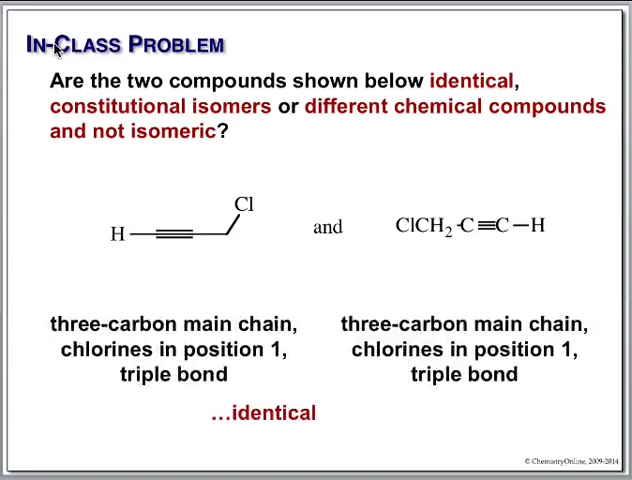 IN-CLASS PROBLEM
Are the two compounds shown below identical,
constitutional isomers or different chemical compounds
and not isomeric?
Cl
H
and
ClCH2-C≡C—H
three-carbon main chain,
chlorines in position 1,
triple bond
three-carbon main chain,
chlorines in position 1,
triple bond
...identical
© ChemistryOnline, 2009-2014